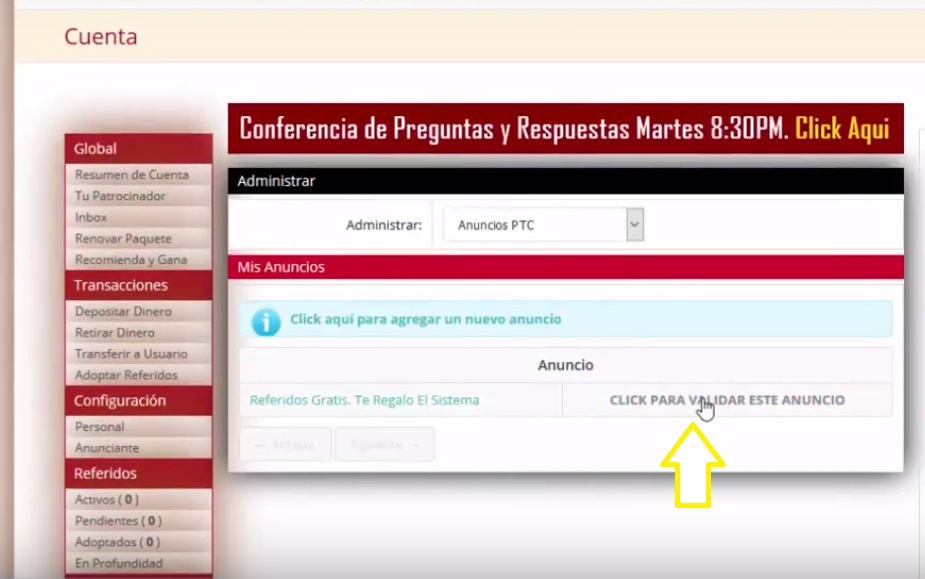 Cuenta
Conferencia de Preguntas y Respuestas Martes 8:30PM. Click Aqui
Global
Resumen de Cuenta
Tu Patrocinador
Inbox
Renovar Paquete
Recomienda y Gana
Transacciones
Depositar Dinero
Retirar Dinero
Transferir a Usuario
Adoptar Referidos
Configuración
Personal
Anunciante
Referidos
Activos ( 0 )
Pendientes ( 0 )
Adoptados ( 0 )
En Profundidad
Administrar
Administrar: Anuncios PTC
Mis Anuncios
Click aquí para agregar un nuevo anuncio
Anuncio
Referidos Gratis. Te Regalo El Sistema CLICK PARA VALIDAR ESTE ANUNCIO
← Anterior Siguiente →